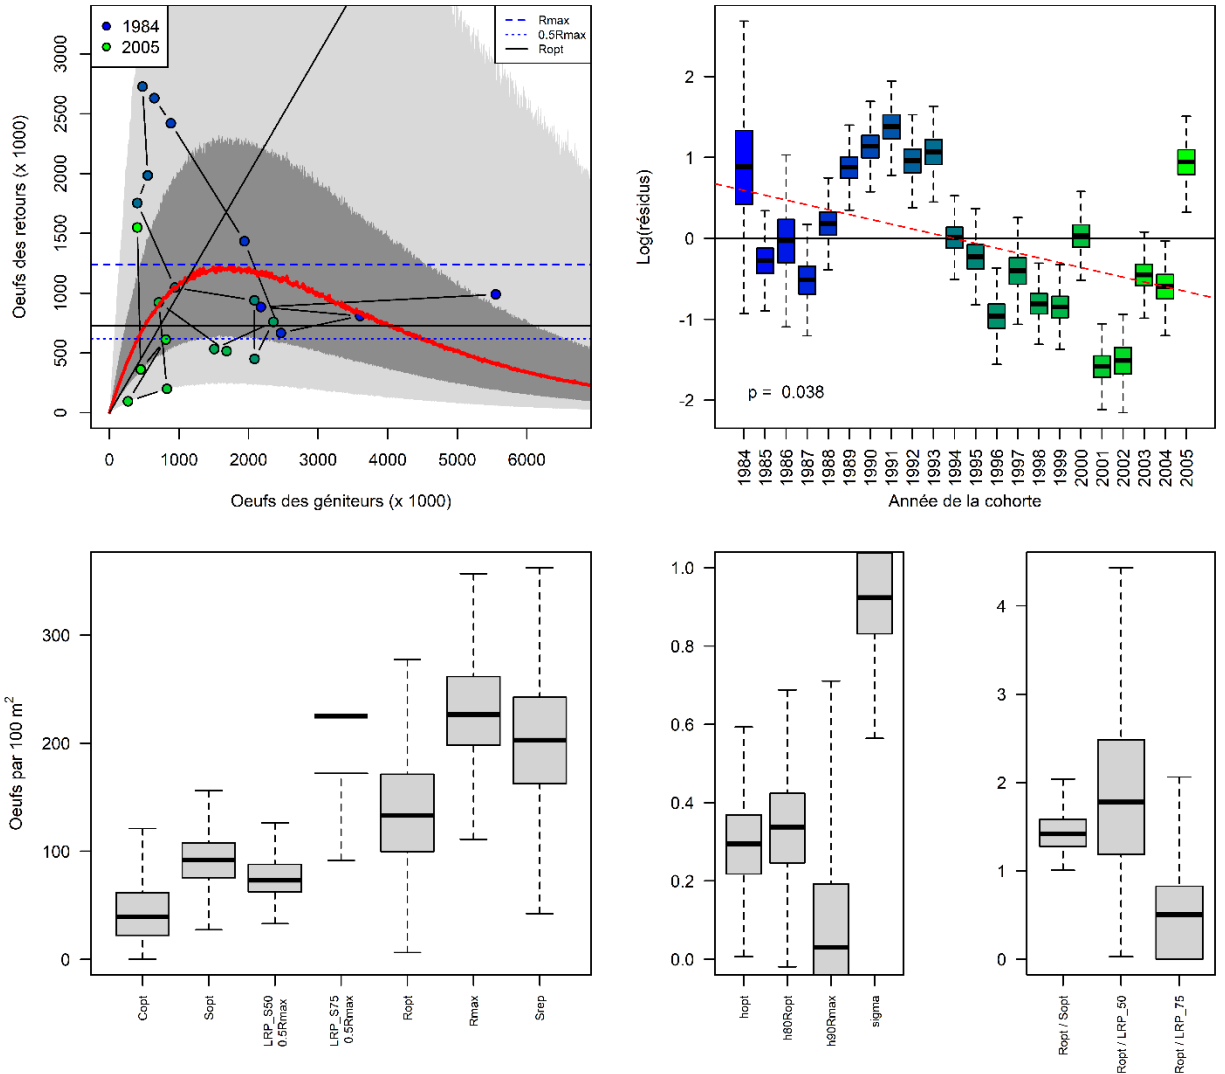 1984
2005
Rmax
0.5Rmax
Ropt
Oeufs des retours (x 1000)
3000
2500
2000
1500
1000
500
0
0 1000 2000 3000 4000 5000 6000
Oeufs des géniteurs (x 1000)
Log(résidus)
2
1
0
-1
-2
p = 0.038
1984 1985 1986 1987 1988 1989 1990 1991 1992 1993 1994 1995 1996 1997 1998 1999 2000 2001 2002 2003 2004 2005
Année de la cohorte
Oeufs par 100 m²
300
200
100
0
Copt
Sopt
LRP_S50
0.5Rmax
LRP_S75
0.5Rmax
Ropt
Rmax
Srep
1.0
0.8
0.6
0.4
0.2
0.0
hopt
h80Ropt
h90Rmax
sigma
4
3
2
1
0
Ropt / Sopt
Ropt / LRP_50
Ropt / LRP_75